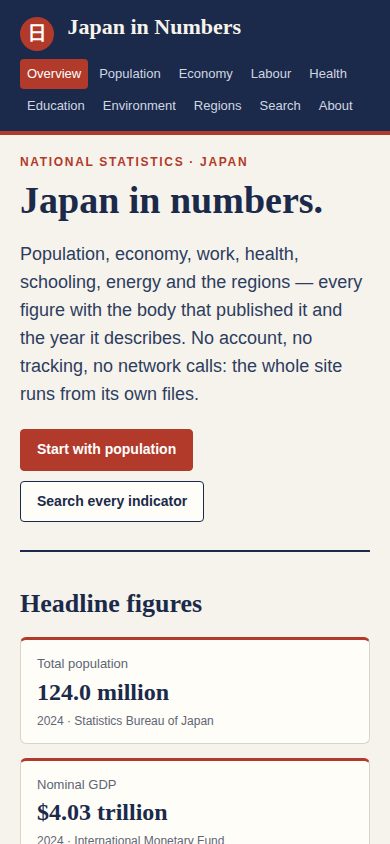 日 Japan in Numbers
Overview Population Economy Labour Health
Education Environment Regions Search About
NATIONAL STATISTICS · JAPAN
Japan in numbers.
Population, economy, work, health,
schooling, energy and the regions — every
figure with the body that published it and
the year it describes. No account, no
tracking, no network calls: the whole site
runs from its own files.
Start with population
Search every indicator
Headline figures
Total population
124.0 million
2024 · Statistics Bureau of Japan
Nominal GDP
$4.03 trillion
2024 · International Monetary Fund